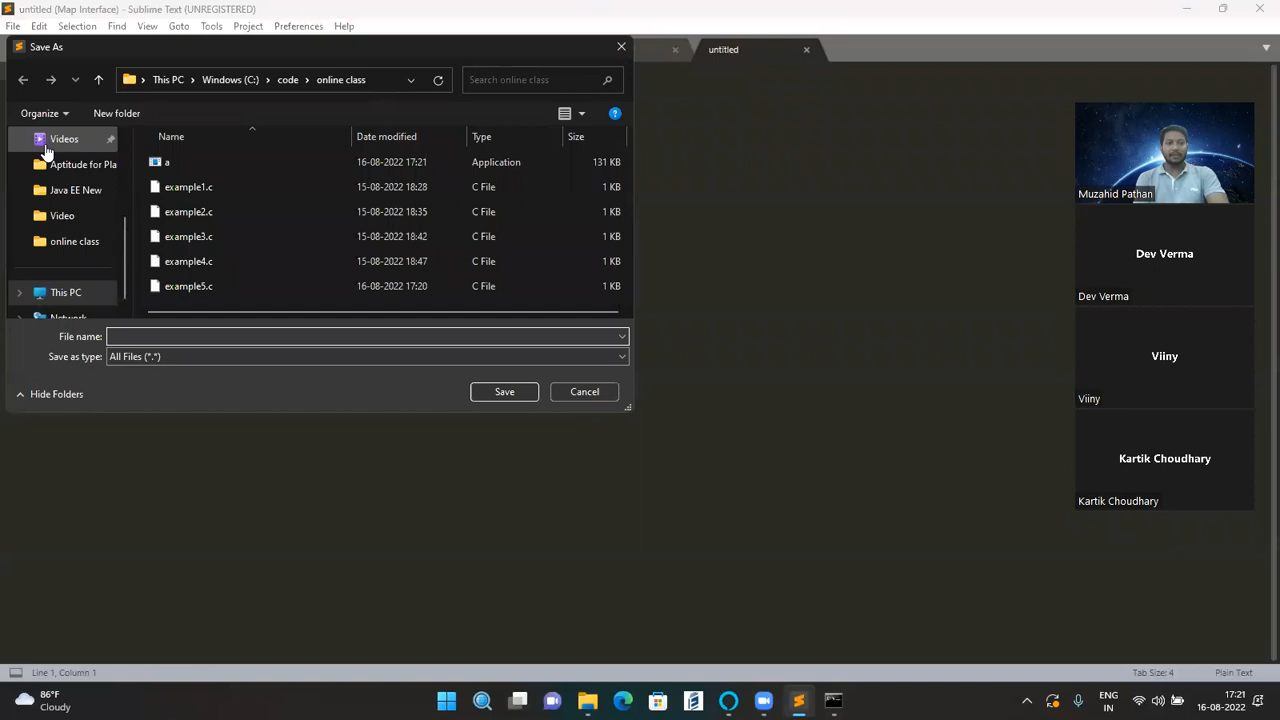 untitled (Map Interface) - Sublime Text (UNREGISTERED)
File Edit Selection Find View Goto Tools Project Preferences Help
Save As
untitled
This PC > Windows (C:) > code > online class
Search online class
Organize
New folder
Name Date modified Type Size
Videos
Aptitude for Pla
Java EE New
Video
online class
This PC
Network
a 16-08-2022 17:21 Application 131 KB
example1.c 15-08-2022 18:28 C File 1 KB
example2.c 15-08-2022 18:35 C File 1 KB
example3.c 15-08-2022 18:42 C File 1 KB
example4.c 15-08-2022 18:47 C File 1 KB
example5.c 16-08-2022 17:20 C File 1 KB
File name:
Save as type: All Files (*.*)
Hide Folders
Save
Cancel
Muzahid Pathan
Dev Verma
Dev Verma
Viiny
Viiny
Kartik Choudhary
Kartik Choudhary
Line 1, Column 1
Tab Size: 4
Plain Text
86°F
Cloudy
ENG
IN
17:21
16-08-2022